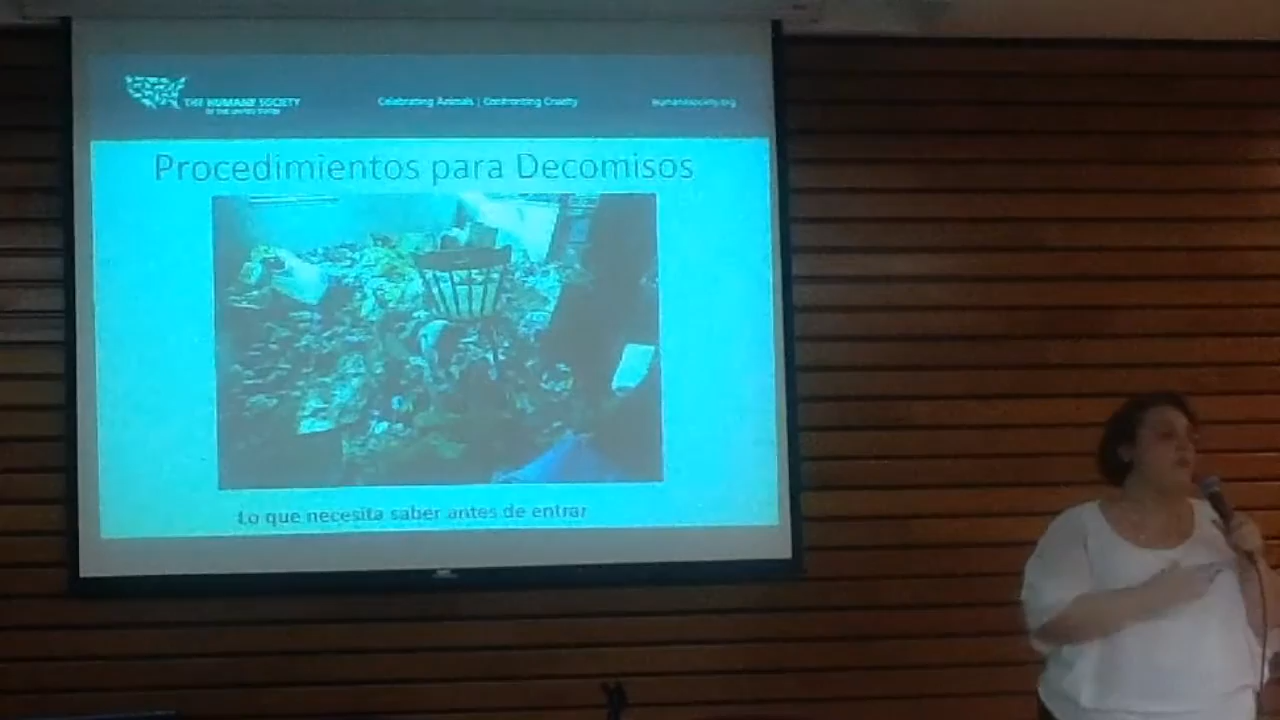 THE HUMANE SOCIETY
OF THE UNITED STATES
Celebrating Animals | Confronting Cruelty
humanesociety.org
Procedimientos para Decomisos
Lo que necesita saber antes de entrar